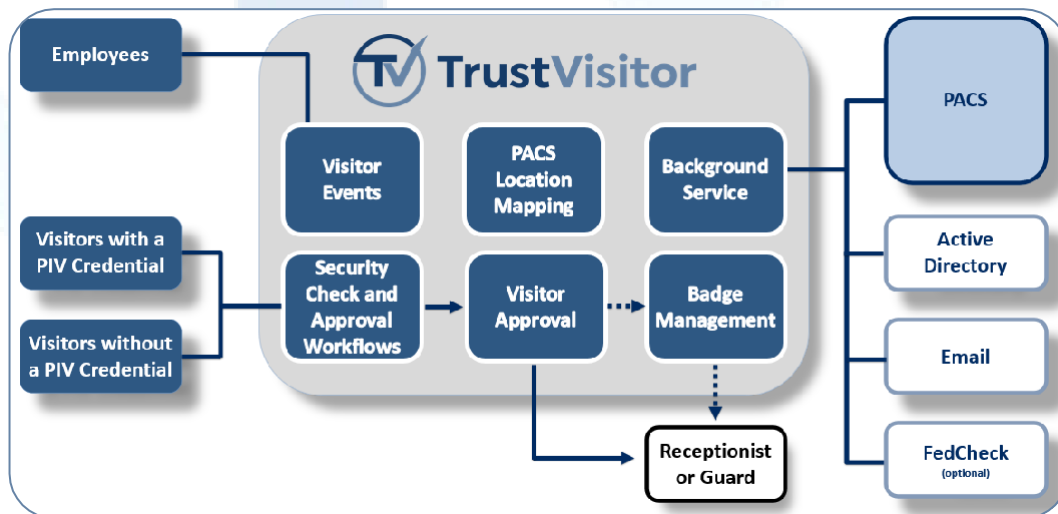 Employees
TV TrustVisitor
PACS
Visitor
Events
PACS
Location
Mapping
Background
Service
Visitors with a
PIV Credential
Security
Check and
Approval
Workflows
Visitor
Approval
Badge
Management
Active
Directory
Visitors without
a PIV Credential
Email
Receptionist
or Guard
FedCheck
(optional)